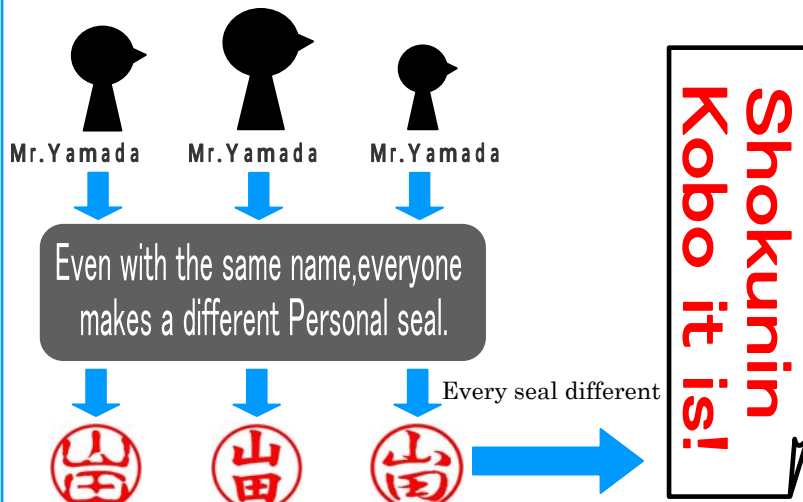 Mr.Yamada
Mr.Yamada
Mr.Yamada
Even with the same name,everyone
makes a different Personal seal.
Every seal different
山田
山田
山田
Shokunin
Kobo it is!